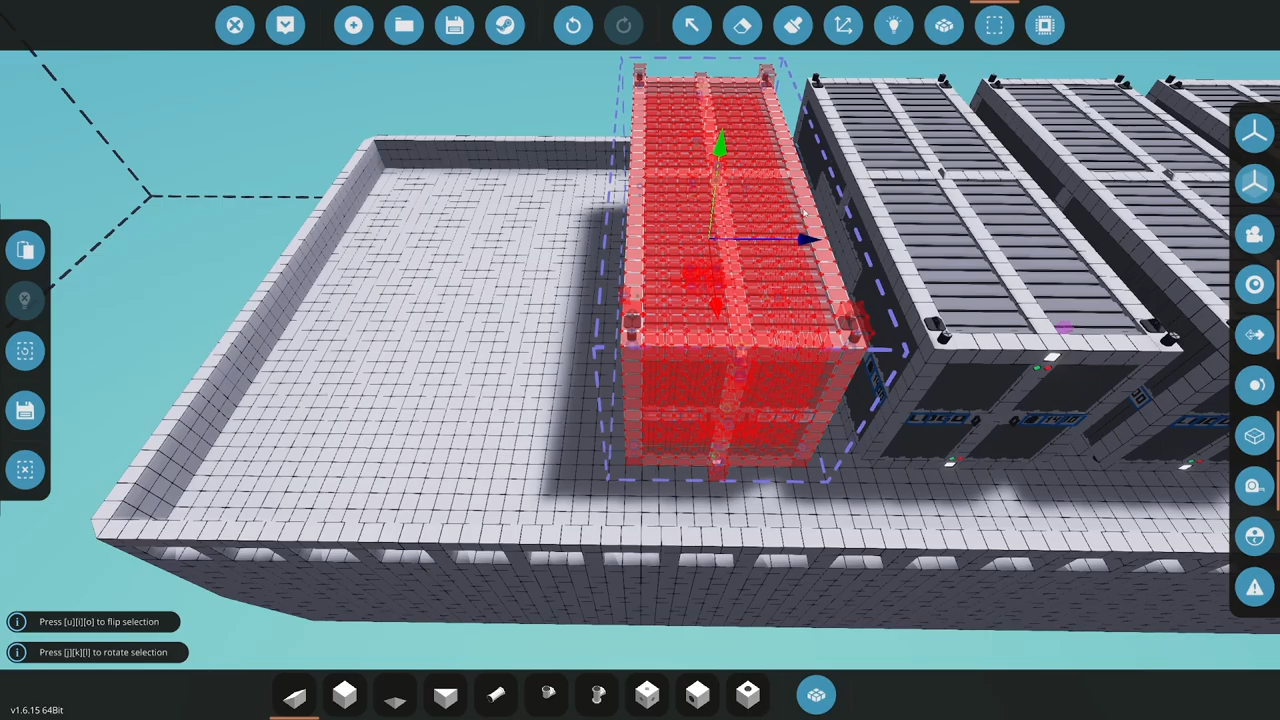 Press [u][i][o] to flip selection
Press [j][k][l] to rotate selection
v1.6.15 64Bit